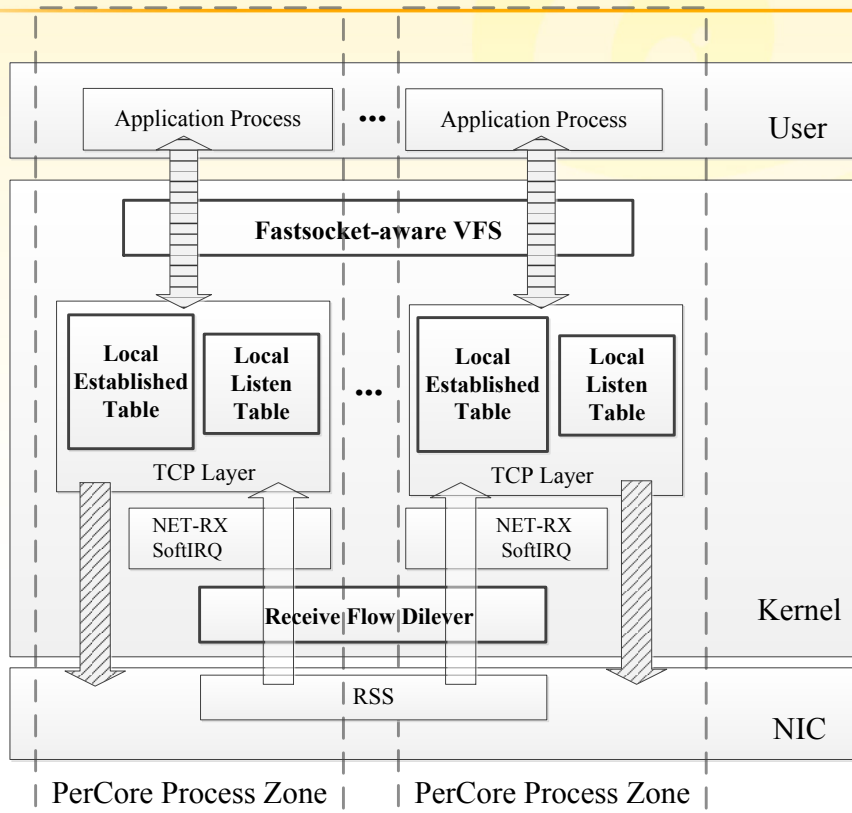 Application Process
...
Application Process
User
Fastsocket-aware VFS
Local
Established
Table
Local
Listen
Table
TCP Layer
...
Local
Established
Table
Local
Listen
Table
TCP Layer
NET-RX
SoftIRQ
NET-RX
SoftIRQ
Receive Flow Dilever
Kernel
RSS
NIC
PerCore Process Zone
PerCore Process Zone